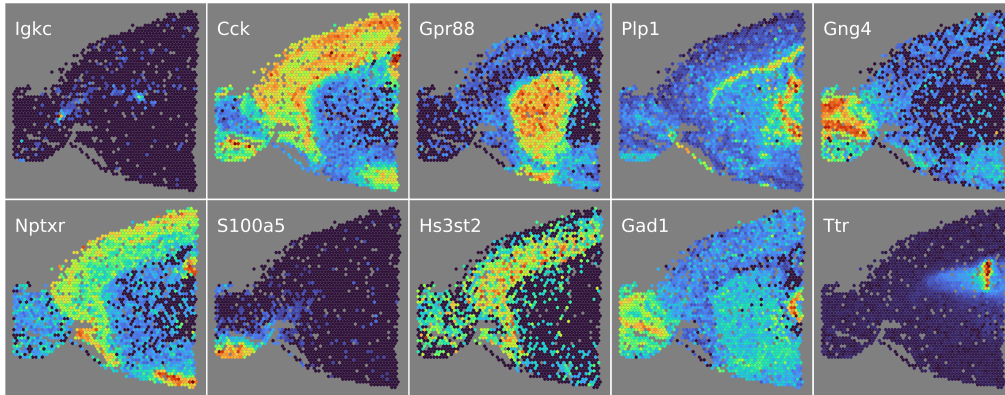 Igkc
Cck
Gpr88
Plp1
Gng4
Nptxr
S100a5
Hs3st2
Gad1
Ttr